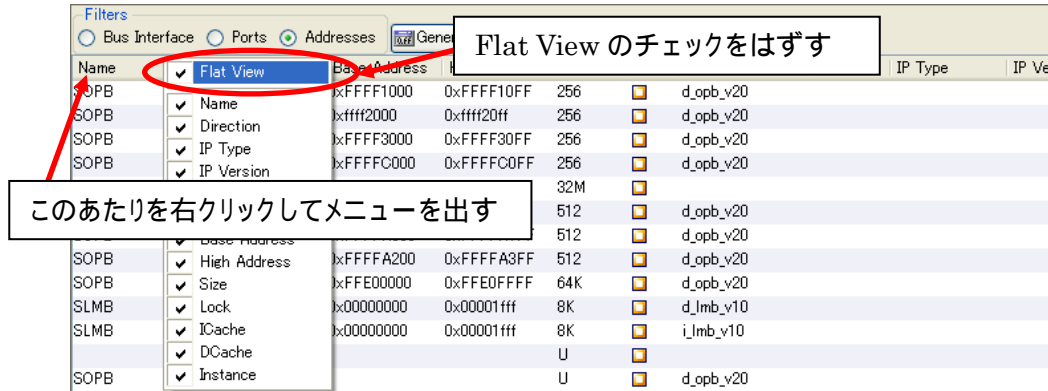 Filters
Bus Interface Ports Addresses Gene
Flat View のチェックをはずす
Name Base Address IP Type IP Ve
Flat View
SOPB 0xFFFF1000 0xFFFF10FF 256 d_opb_v20
Name
SOPB 0xffff2000 0xffff20ff 256 d_opb_v20
Direction
SOPB 0xFFFF3000 0xFFFF30FF 256 d_opb_v20
IP Type
SOPB 0xFFFFC000 0xFFFFC0FF 256 d_opb_v20
IP Version
32M
このあたりを右クリックしてメニューを出す
512 d_opb_v20
Base Address
512 d_opb_v20
SOPB High Address 0xFFFFA200 0xFFFFA3FF 512 d_opb_v20
SOPB Size 0xFFE00000 0xFFE0FFFF 64K d_opb_v20
SLMB Lock 0x00000000 0x00001fff 8K d_lmb_v10
SLMB ICache 0x00000000 0x00001fff 8K i_lmb_v10
DCache U
SOPB Instance U d_opb_v20